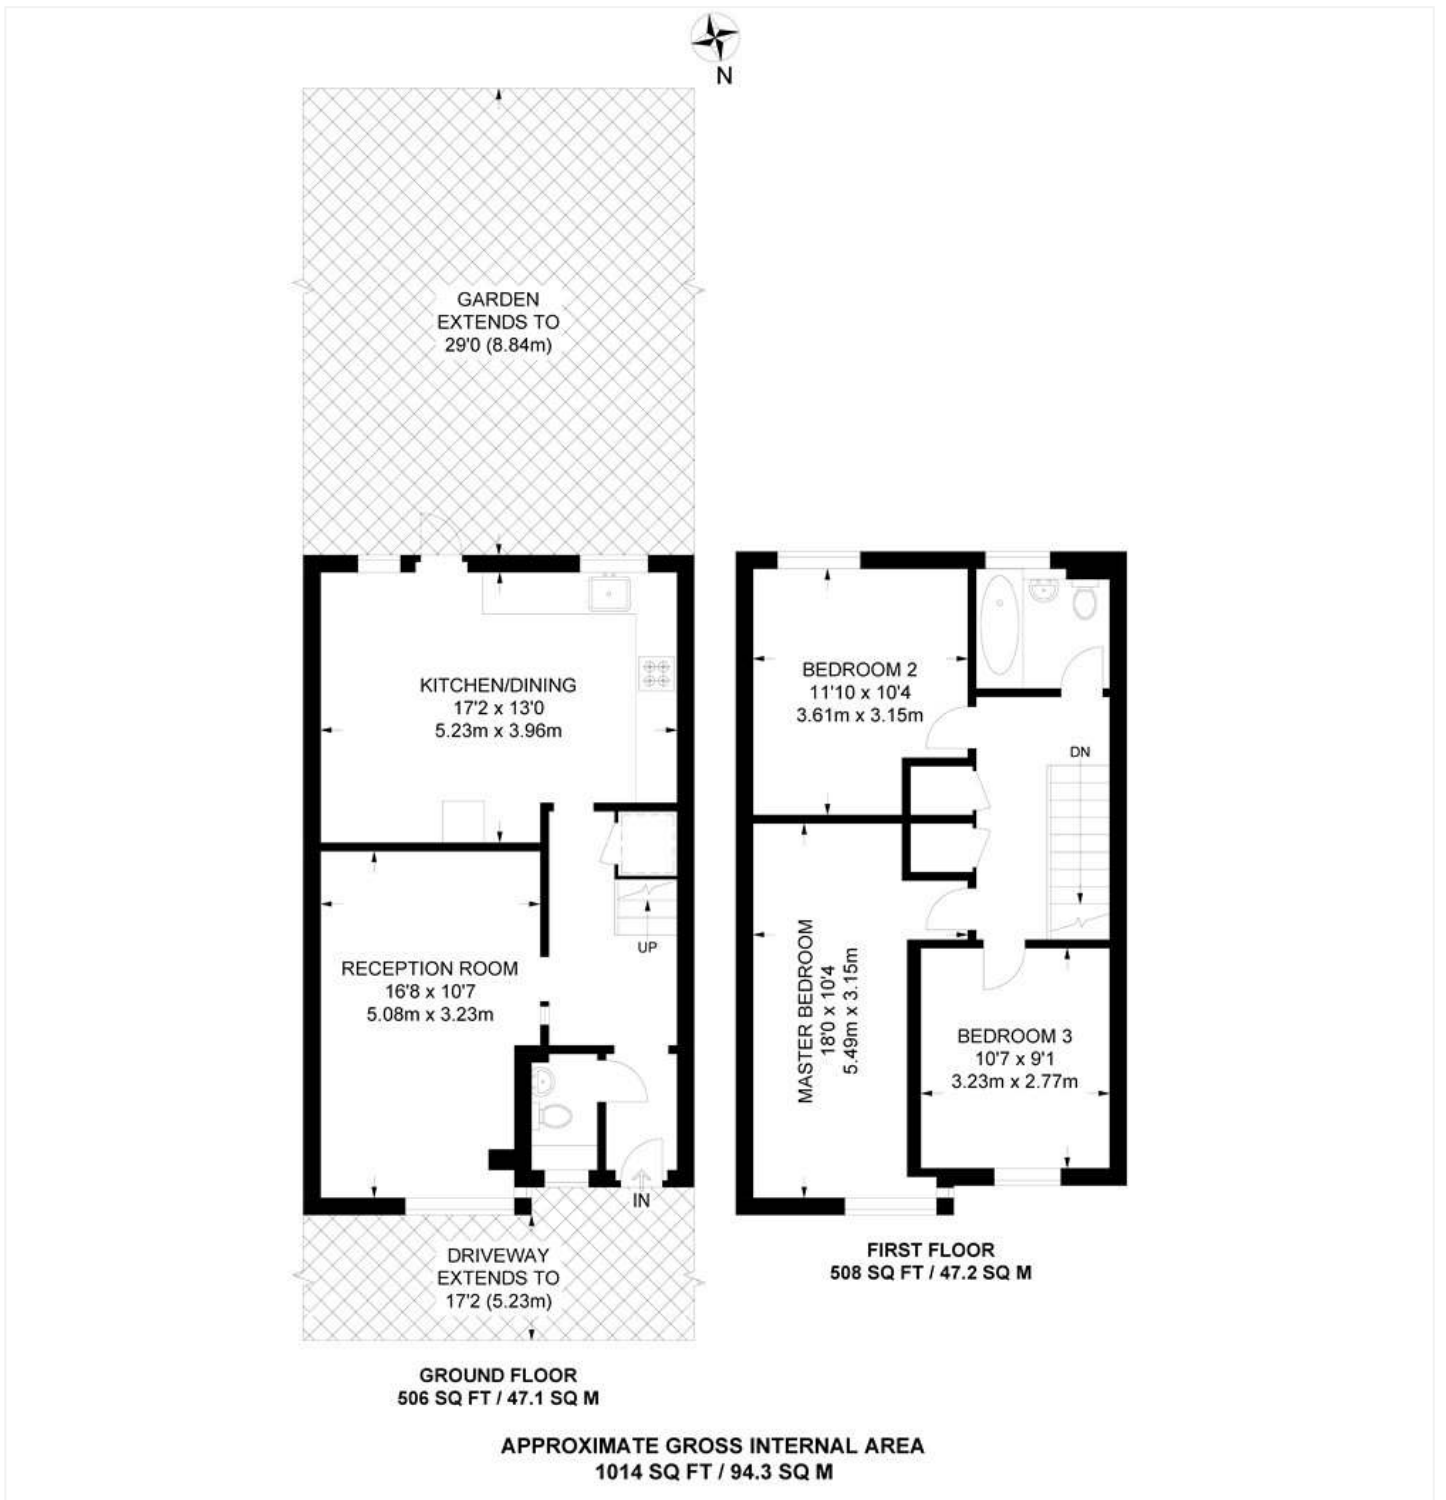 N
GARDEN
EXTENDS TO
29'0 (8.84m)
KITCHEN/DINING
17'2 x 13'0
5.23m x 3.96m
UP
RECEPTION ROOM
16'8 x 10'7
5.08m x 3.23m
IN
DRIVEWAY
EXTENDS TO
17'2 (5.23m)
GROUND FLOOR
506 SQ FT / 47.1 SQ M
BEDROOM 2
11'10 x 10'4
3.61m x 3.15m
DN
MASTER BEDROOM
18'0 x 10'4
5.49m x 3.15m
BEDROOM 3
10'7 x 9'1
3.23m x 2.77m
FIRST FLOOR
508 SQ FT / 47.2 SQ M
APPROXIMATE GROSS INTERNAL AREA
1014 SQ FT / 94.3 SQ M